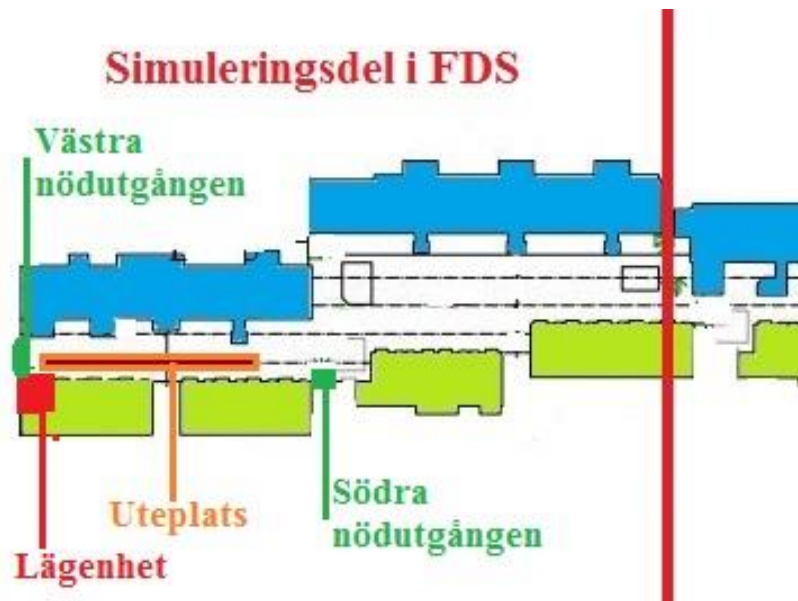 Simuleringsdel i FDS
Västra
nödutgången
Uteplats
Södra
nödutgången
Lägenhet